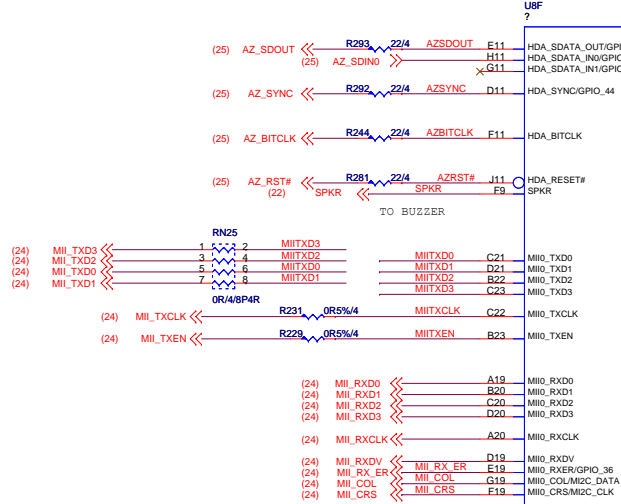 U8F
?
(25) AZ_SDOUT R293 22/4 AZSDOUT E11 HDA_SDATA_OUT/GPI
(25) AZ_SDIN0 H11 HDA_SDATA_IN0/GPI
G11 HDA_SDATA_IN1/GPIO
(25) AZ_SYNC R292 22/4 AZSYNC D11 HDA_SYNC/GPIO_44
(25) AZ_BITCLK R244 22/4 AZBITCLK F11 HDA_BITCLK
(25) AZ_RST# R281 22/4 AZRST# J11 HDA_RESET#
(22) SPKR SPKR F9 SPKR
TO BUZZER
RN25
(24) MII_TXD3 1 2 MIITXD3
(24) MII_TXD2 3 4 MIITXD2 MIITXD0 C21 MII0_TXD0
(24) MII_TXD0 5 6 MIITXD0 MIITXD1 D21 MII0_TXD1
(24) MII_TXD1 7 8 MIITXD1 MIITXD2 B22 MII0_TXD2
MIITXD3 C23 MII0_TXD3
0R/4/8P4R
(24) MII_TXCLK R231 0R5%/4 MIITXCLK C22 MII0_TXCLK
(24) MII_TXEN R229 0R5%/4 MIITXEN B23 MII0_TXEN
(24) MII_RXD0 A19 MII0_RXD0
(24) MII_RXD1 B20 MII0_RXD1
(24) MII_RXD2 C20 MII0_RXD2
(24) MII_RXD3 D20 MII0_RXD3
(24) MII_RXCLK A20 MII0_RXCLK
(24) MII_RXDV D19 MII0_RXDV
(24) MII_RX_ER MII_RX_ER E19 MII0_RXER/GPIO_36
(24) MII_COL MII_COL G19 MII0_COL/MI2C_DATA
(24) MII_CRS MII_CRS F19 MII0_CRS/MI2C_CLK